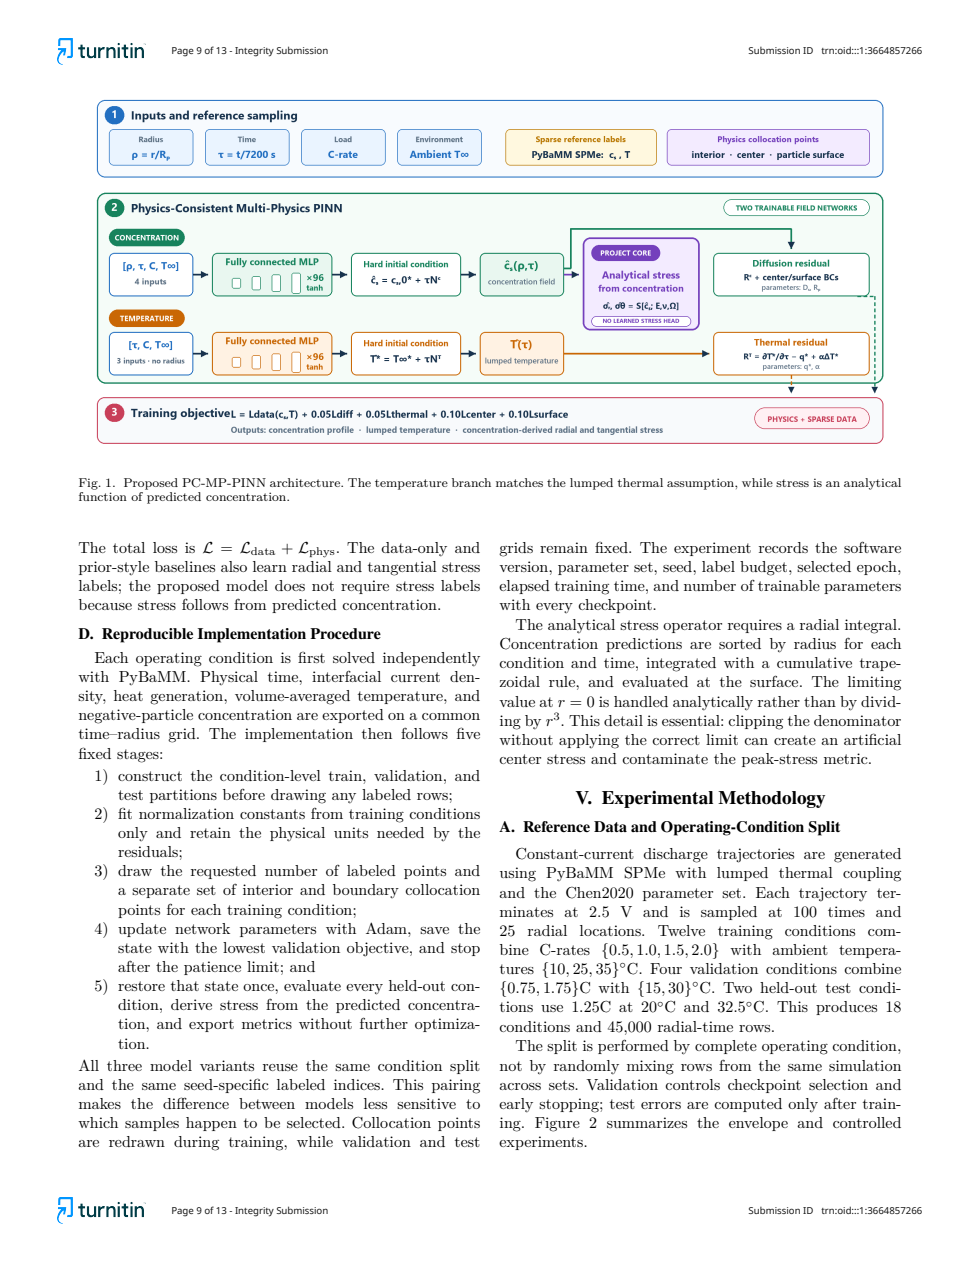 turnitin Page 9 of 13 - Integrity Submission Submission ID trn:oid:::1:3664857266
1 Inputs and reference sampling
Radius
ρ = r/Rₚ
Time
τ = t/7200 s
Load
C-rate
Environment
Ambient T∞
Sparse reference labels
PyBaMM SPMe: cₛ , T
Physics collocation points
interior · center · particle surface
2 Physics-Consistent Multi-Physics PINN
TWO TRAINABLE FIELD NETWORKS
CONCENTRATION
[ρ, τ, C, T∞]
4 inputs
Fully connected MLP
×96
tanh
Hard initial condition
ĉₛ = cₛ,0* + τNᶜ
ĉₛ(ρ,τ)
concentration field
PROJECT CORE
Analytical stress
from concentration
NO LEARNED STRESS HEAD
Diffusion residual
Rᶜ + center/surface BCs
parameters: Dₛ, Rₚ
TEMPERATURE
[τ, C, T∞]
3 inputs · no radius
Fully connected MLP
×96
tanh
Hard initial condition
T* = T∞* + τNᵀ
T̂(τ)
lumped temperature
Thermal residual
Rᵀ = ∂T*/∂τ − q* + αΔT*
parameters: q*, α
3 Training objective L = Ldata(cₛ,T) + 0.05Ldiff + 0.05Lthermal + 0.10Lcenter + 0.10Lsurface
Outputs: concentration profile · lumped temperature · concentration-derived radial and tangential stress
PHYSICS + SPARSE DATA
Fig. 1. Proposed PC-MP-PINN architecture. The temperature branch matches the lumped thermal assumption, while stress is an analytical
function of predicted concentration.
The total loss is ℒ = ℒdata + ℒphys. The data-only and
prior-style baselines also learn radial and tangential stress
labels; the proposed model does not require stress labels
because stress follows from predicted concentration.
D. Reproducible Implementation Procedure
Each operating condition is first solved independently
with PyBaMM. Physical time, interfacial current den-
sity, heat generation, volume-averaged temperature, and
negative-particle concentration are exported on a common
time–radius grid. The implementation then follows five
fixed stages:
1) construct the condition-level train, validation, and
test partitions before drawing any labeled rows;
2) fit normalization constants from training conditions
only and retain the physical units needed by the
residuals;
3) draw the requested number of labeled points and
a separate set of interior and boundary collocation
points for each training condition;
4) update network parameters with Adam, save the
state with the lowest validation objective, and stop
after the patience limit; and
5) restore that state once, evaluate every held-out con-
dition, derive stress from the predicted concentra-
tion, and export metrics without further optimiza-
tion.
All three model variants reuse the same condition split
and the same seed-specific labeled indices. This pairing
makes the difference between models less sensitive to
which samples happen to be selected. Collocation points
are redrawn during training, while validation and test
grids remain fixed. The experiment records the software
version, parameter set, seed, label budget, selected epoch,
elapsed training time, and number of trainable parameters
with every checkpoint.
The analytical stress operator requires a radial integral.
Concentration predictions are sorted by radius for each
condition and time, integrated with a cumulative trape-
zoidal rule, and evaluated at the surface. The limiting
value at r = 0 is handled analytically rather than by divid-
ing by r³. This detail is essential: clipping the denominator
without applying the correct limit can create an artificial
center stress and contaminate the peak-stress metric.
V. Experimental Methodology
A. Reference Data and Operating-Condition Split
Constant-current discharge trajectories are generated
using PyBaMM SPMe with lumped thermal coupling
and the Chen2020 parameter set. Each trajectory ter-
minates at 2.5 V and is sampled at 100 times and
25 radial locations. Twelve training conditions com-
bine C-rates {0.5, 1.0, 1.5, 2.0} with ambient tempera-
tures {10, 25, 35}°C. Four validation conditions combine
{0.75, 1.75}C with {15, 30}°C. Two held-out test condi-
tions use 1.25C at 20°C and 32.5°C. This produces 18
conditions and 45,000 radial-time rows.
The split is performed by complete operating condition,
not by randomly mixing rows from the same simulation
across sets. Validation controls checkpoint selection and
early stopping; test errors are computed only after train-
ing. Figure 2 summarizes the envelope and controlled
experiments.
turnitin Page 9 of 13 - Integrity Submission Submission ID trn:oid:::1:3664857266